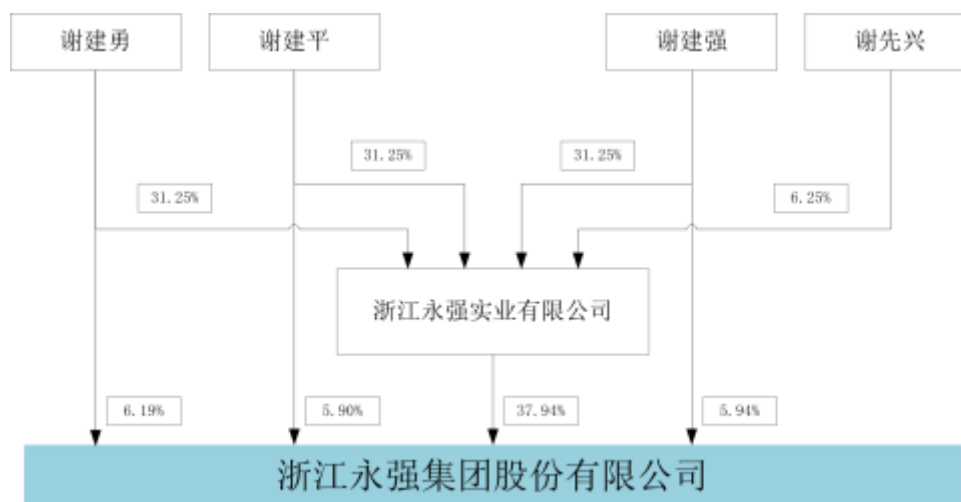 谢建勇
谢建平
谢建强
谢先兴
31.25%
31.25%
31.25%
6.25%
浙江永强实业有限公司
6.19%
5.90%
37.94%
5.94%
浙江永强集团股份有限公司